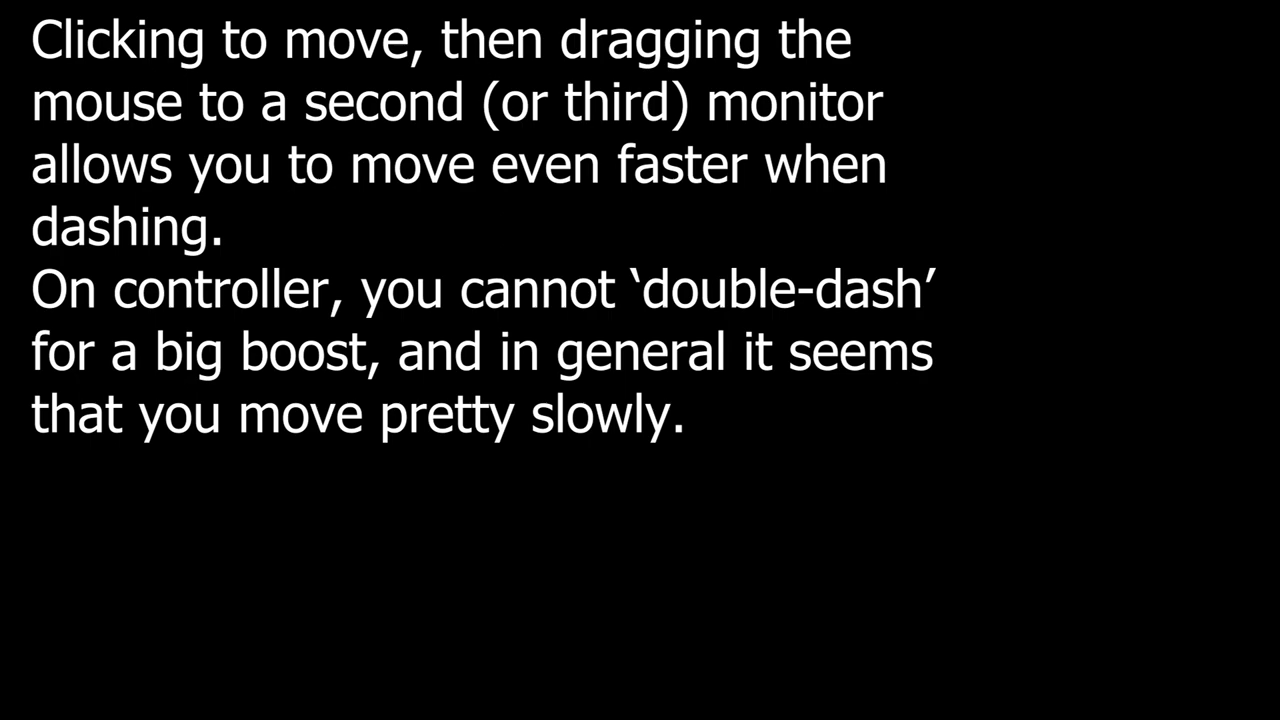 Clicking to move, then dragging the
mouse to a second (or third) monitor
allows you to move even faster when
dashing.
On controller, you cannot ‘double-dash’
for a big boost, and in general it seems
that you move pretty slowly.